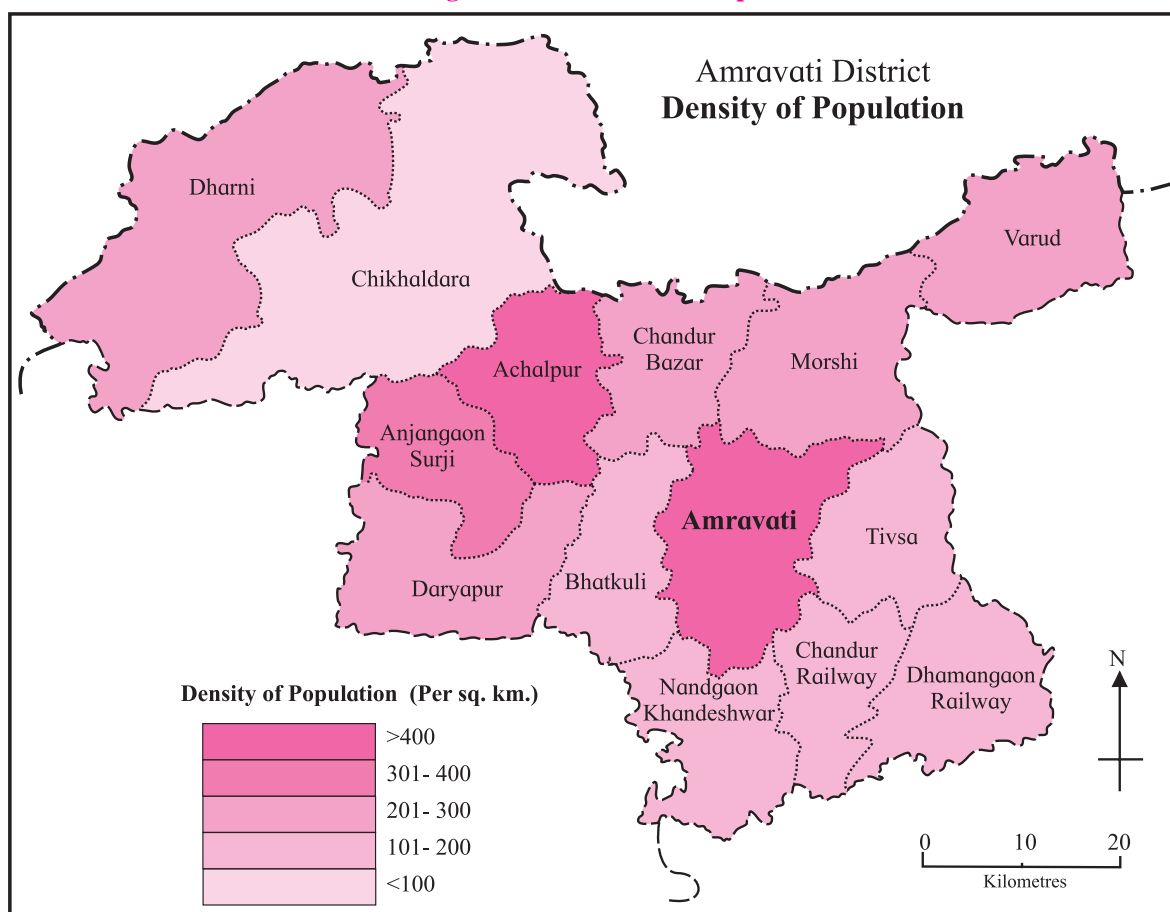 Amravati District
Density of Population
Dharni
Varud
Chikhaldara
Chandur
Bazar
Morshi
Achalpur
Anjangaon
Surji
Amravati
Tivsa
Daryapur
Bhatkuli
Chandur
Railway
Dhamangaon
Railway
Nandgaon
Khandeshwar
N
Density of Population (Per sq. km.)
>400
301- 400
201- 300
101- 200
<100
0 10 20
Kilometres